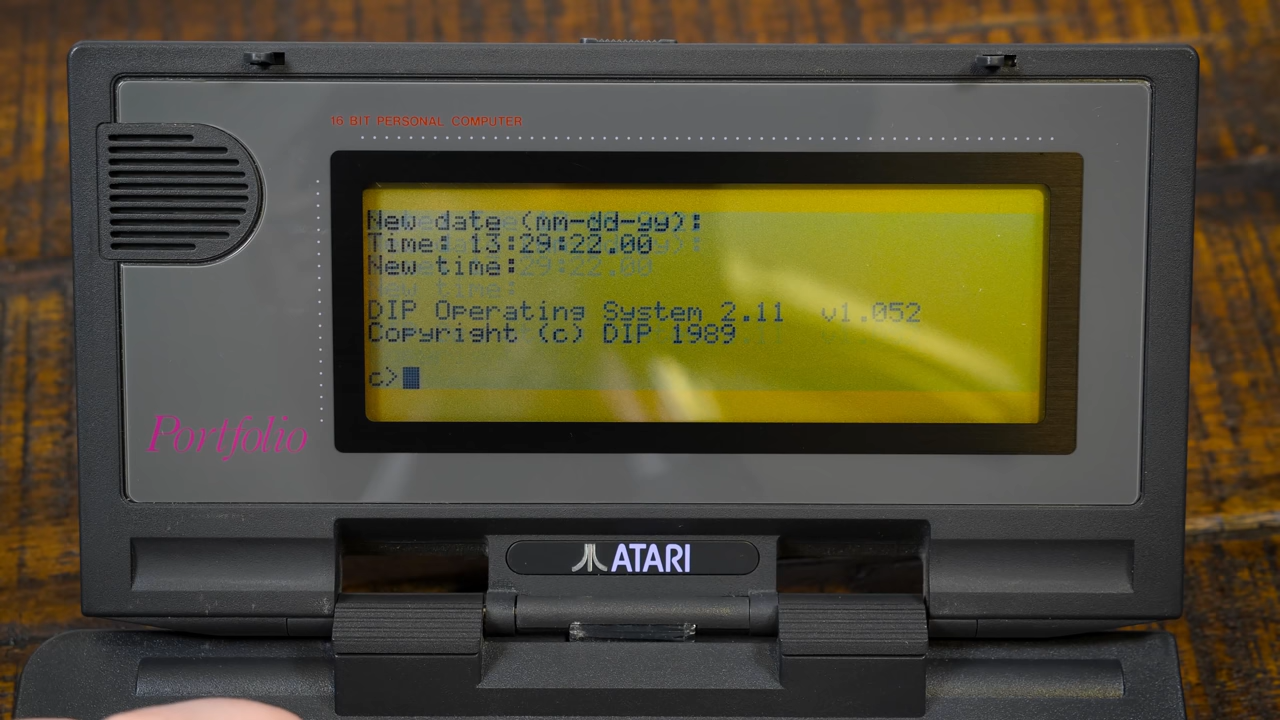 16 BIT PERSONAL COMPUTER
New date (mm-dd-yy):
Time: 13:29:22.00
New time:
DIP Operating System 2.11 v1.052
Copyright (c) DIP 1989
c>
Portfolio
ATARI